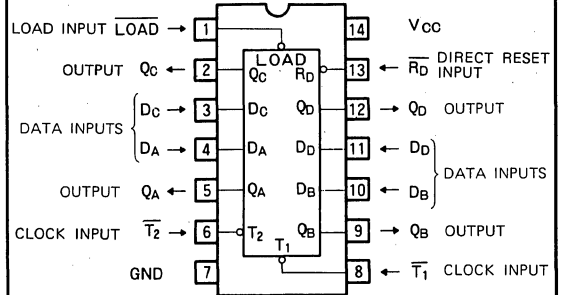 LOAD INPUT LOAD → 1 14 VCC
LOAD
OUTPUT QC ← 2 QC RD 13 ← RD DIRECT RESET INPUT
DC → 3 DC QD 12 → QD OUTPUT
DATA INPUTS
DA → 4 DA DD 11 ← DD
DATA INPUTS
OUTPUT QA ← 5 QA DB 10 ← DB
CLOCK INPUT T2 → 6 T2 QB 9 → QB OUTPUT
T1
GND 7 8 ← T1 CLOCK INPUT